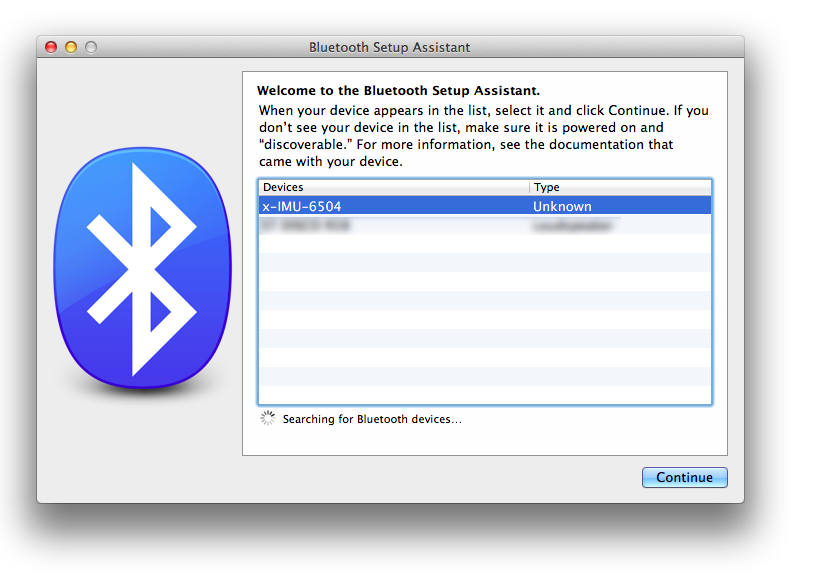 Bluetooth Setup Assistant
Welcome to the Bluetooth Setup Assistant.
When your device appears in the list, select it and click Continue. If you
don’t see your device in the list, make sure it is powered on and
“discoverable.” For more information, see the documentation that
came with your device.
Devices Type
x-IMU-6504 Unknown
Searching for Bluetooth devices…
Continue